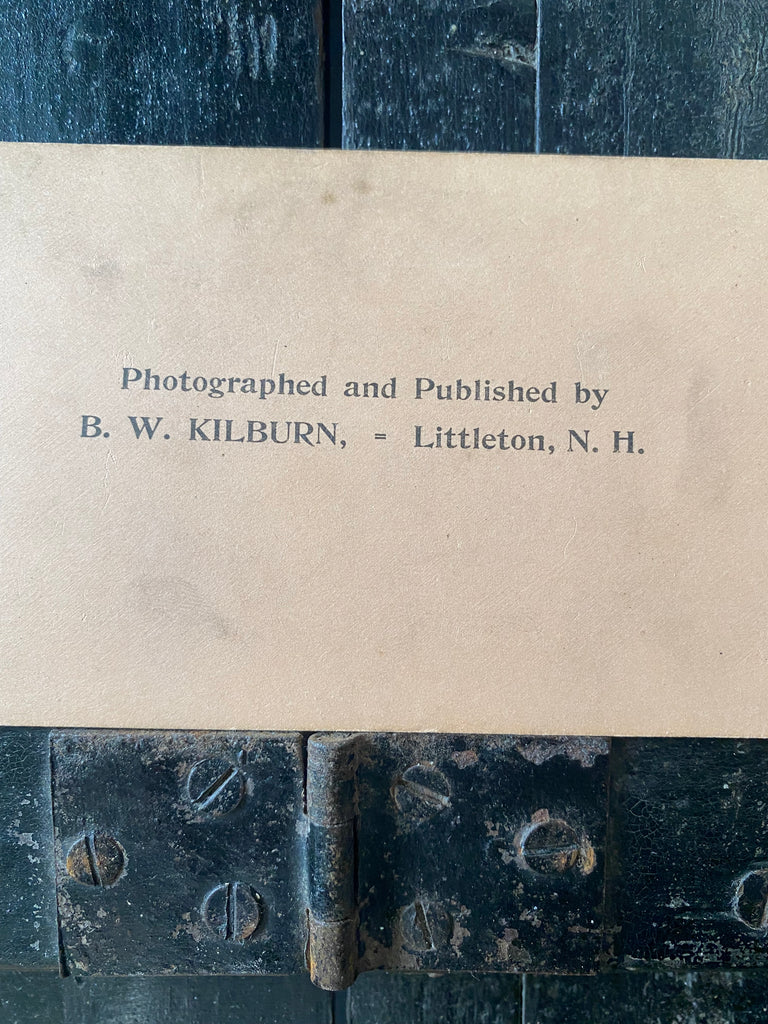 Photographed and Published by
B. W. KILBURN, = Littleton, N. H.